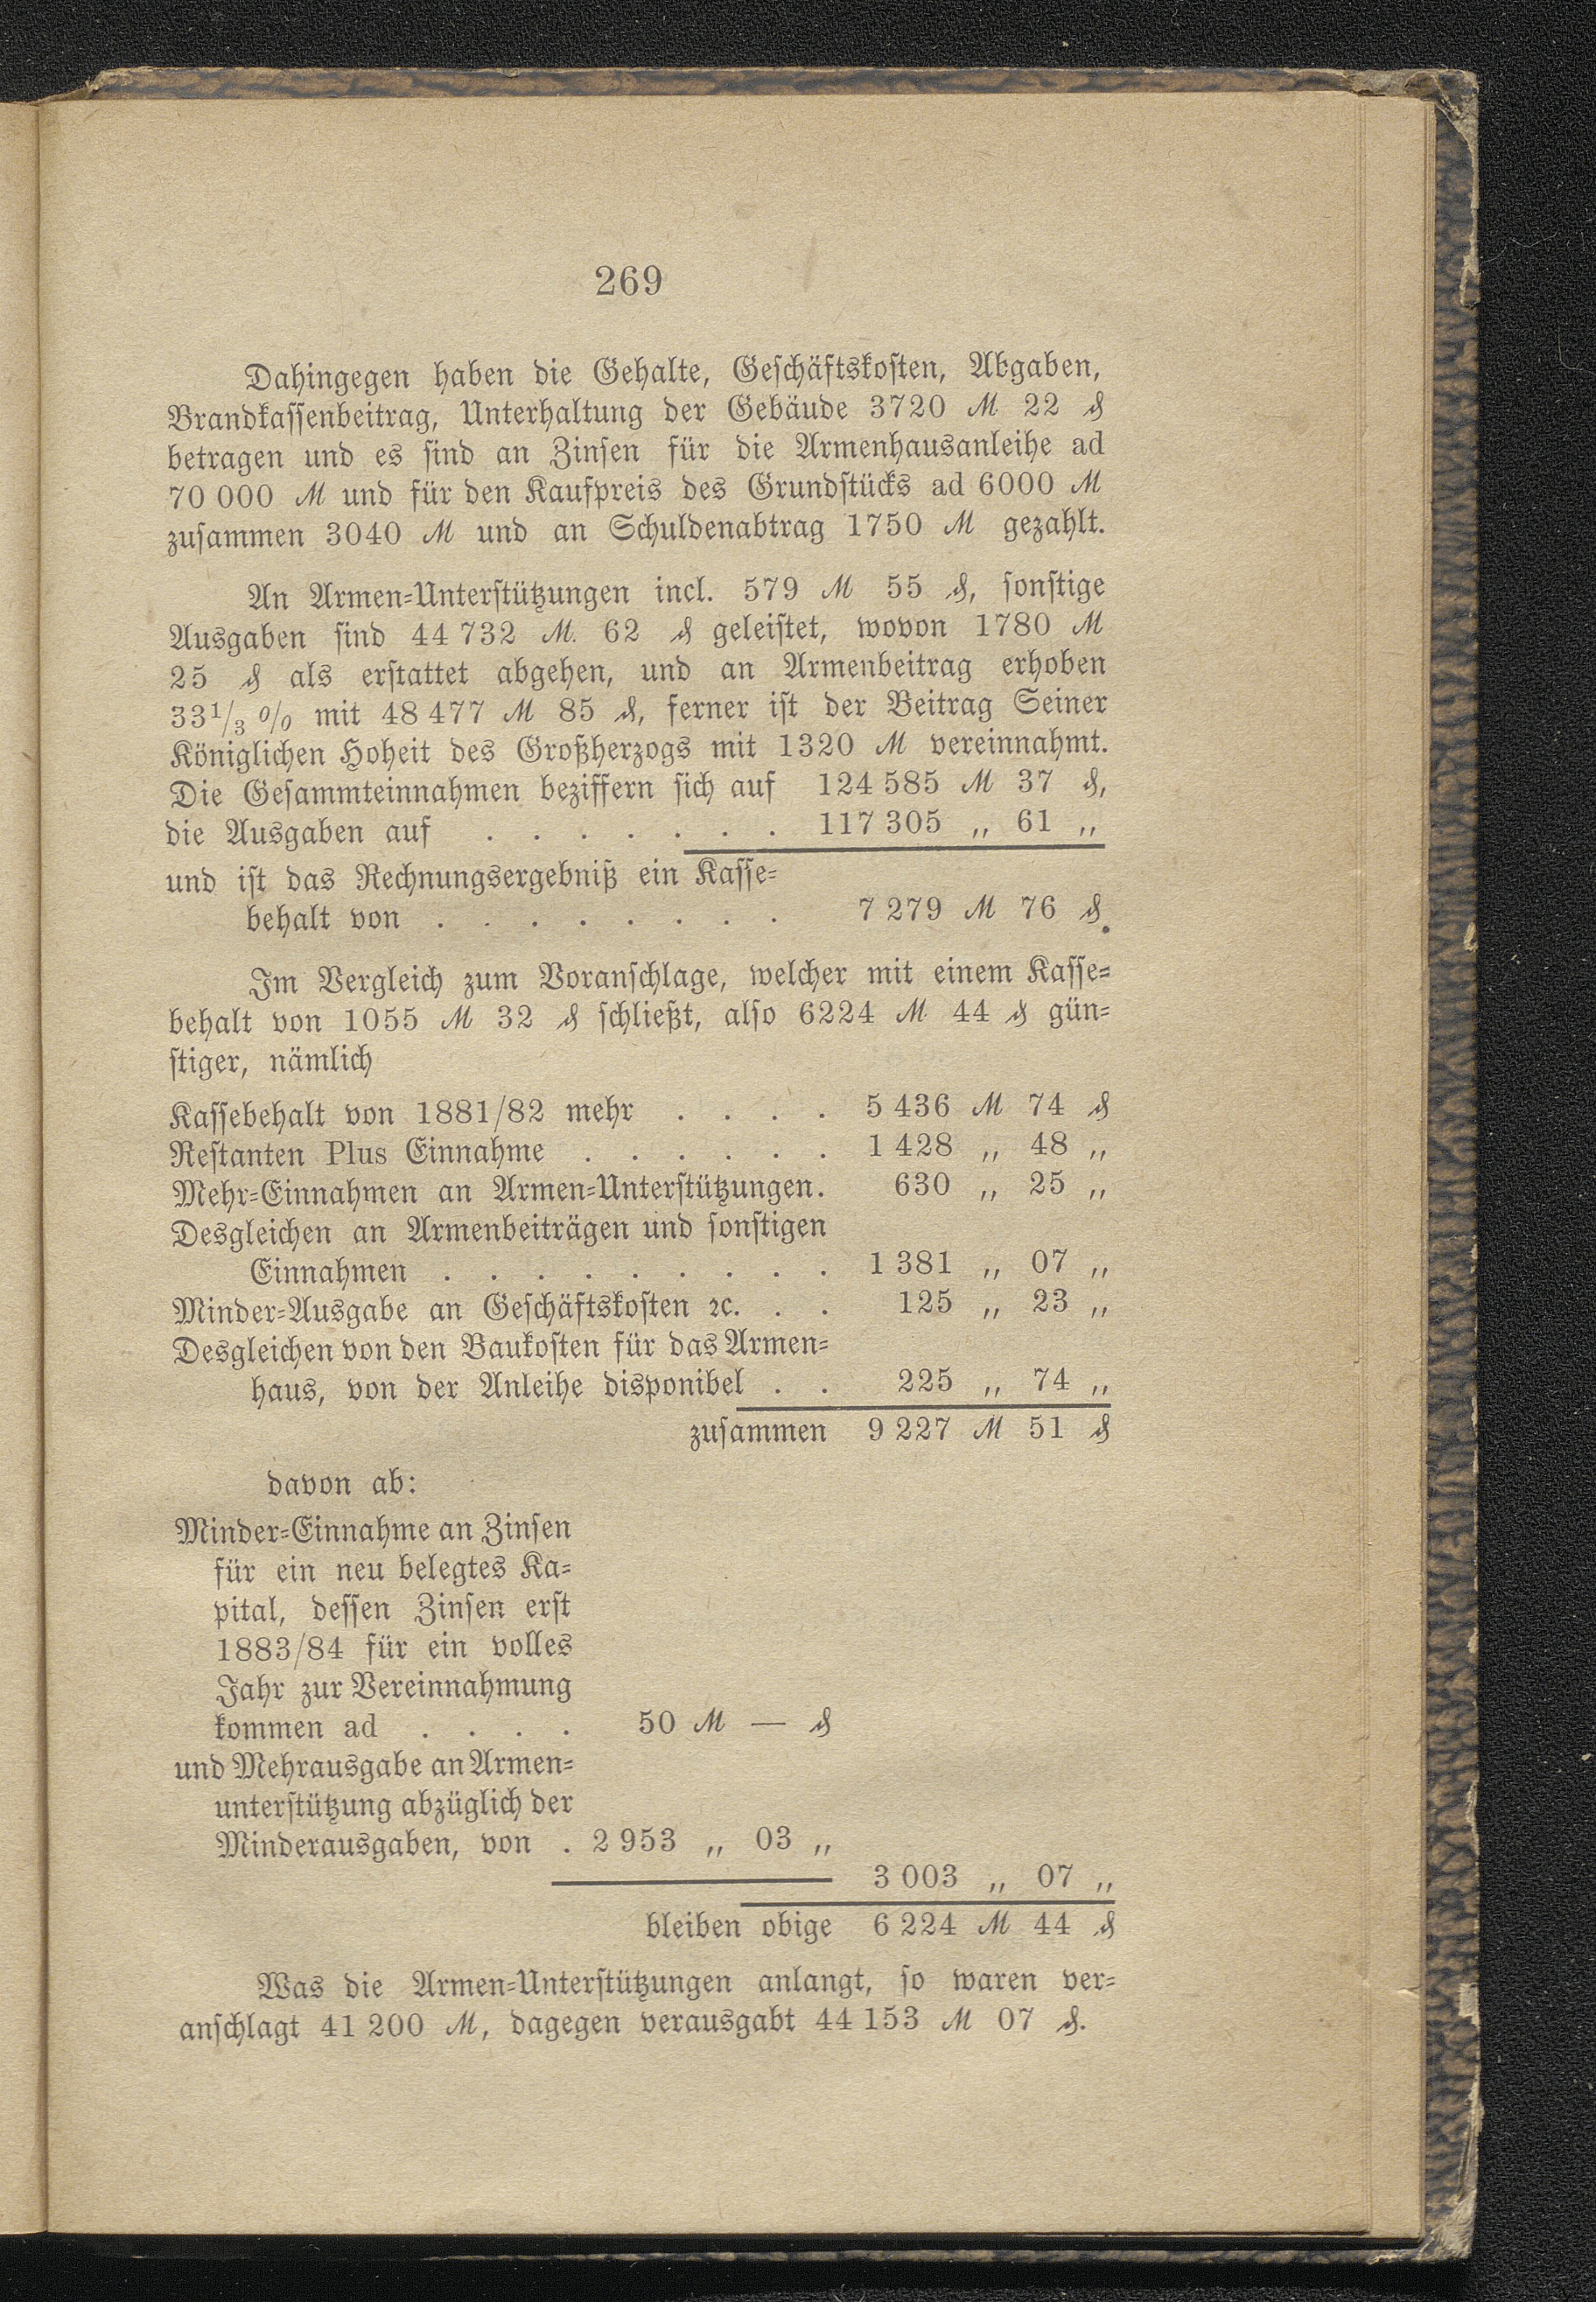 269
Dahingegen haben die Gehalte, Geschäftskosten, Abgaben,
Brandkassenbeitrag, Unterhaltung der Gebäude 3720 ℳ 22 ₰
betragen und es sind an Zinsen für die Armenhausanleihe ad
70 000 ℳ und für den Kaufpreis des Grundstücks ad 6000 ℳ
zusammen 3040 ℳ und an Schuldenabtrag 1750 ℳ gezahlt.
An Armen-Unterstützungen incl. 579 ℳ 55 ₰, sonstige
Ausgaben sind 44 732 ℳ. 62 ₰ geleistet, wovon 1780 ℳ
25 ₰ als erstattet abgehen, und an Armenbeitrag erhoben
33 1/3 % mit 48 477 ℳ 85 ₰, ferner ist der Beitrag Seiner
Königlichen Hoheit des Großherzogs mit 1320 ℳ vereinnahmt.
Die Gesammteinnahmen beziffern sich auf 124 585 ℳ 37 ₰,
die Ausgaben auf . . . . . . . 117 305 „ 61 „
und ist das Rechnungsergebniß ein Kasse-
behalt von . . . . . . . . 7 279 ℳ 76 ₰.
Im Vergleich zum Voranschlage, welcher mit einem Kasse-
behalt von 1055 ℳ 32 ₰ schließt, also 6224 ℳ 44 ₰ gün-
stiger, nämlich
Kassebehalt von 1881/82 mehr . . . . 5 436 ℳ 74 ₰
Restanten Plus Einnahme . . . . . . 1 428 „ 48 „
Mehr-Einnahmen an Armen-Unterstützungen. 630 „ 25 „
Desgleichen an Armenbeiträgen und sonstigen
Einnahmen . . . . . . . . . 1 381 „ 07 „
Minder-Ausgabe an Geschäftskosten ꝛc. . . 125 „ 23 „
Desgleichen von den Baukosten für das Armen-
haus, von der Anleihe disponibel . . 225 „ 74 „
zusammen 9 227 ℳ 51 ₰
davon ab:
Minder-Einnahme an Zinsen
für ein neu belegtes Ka-
pital, dessen Zinsen erst
1883/84 für ein volles
Jahr zur Vereinnahmung
kommen ad . . . . 50 ℳ — ₰
und Mehrausgabe an Armen-
unterstützung abzüglich der
Minderausgaben, von . 2 953 „ 03 „
3 003 „ 07 „
bleiben obige 6 224 ℳ 44 ₰
Was die Armen-Unterstützungen anlangt, so waren ver-
anschlagt 41 200 ℳ, dagegen verausgabt 44 153 ℳ 07 ₰.